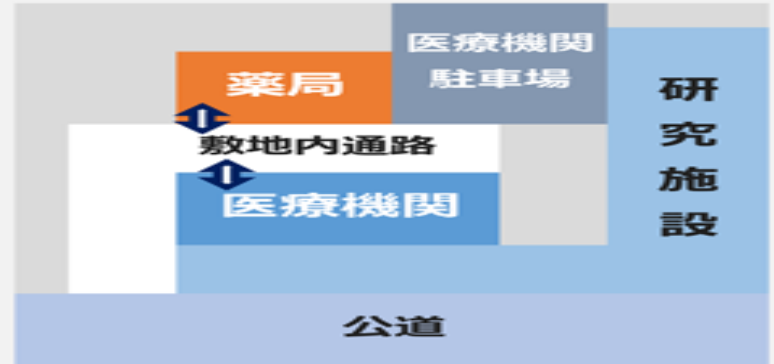 医療機関
駐車場
薬局
研究施設
敷地内通路
医療機関
公道